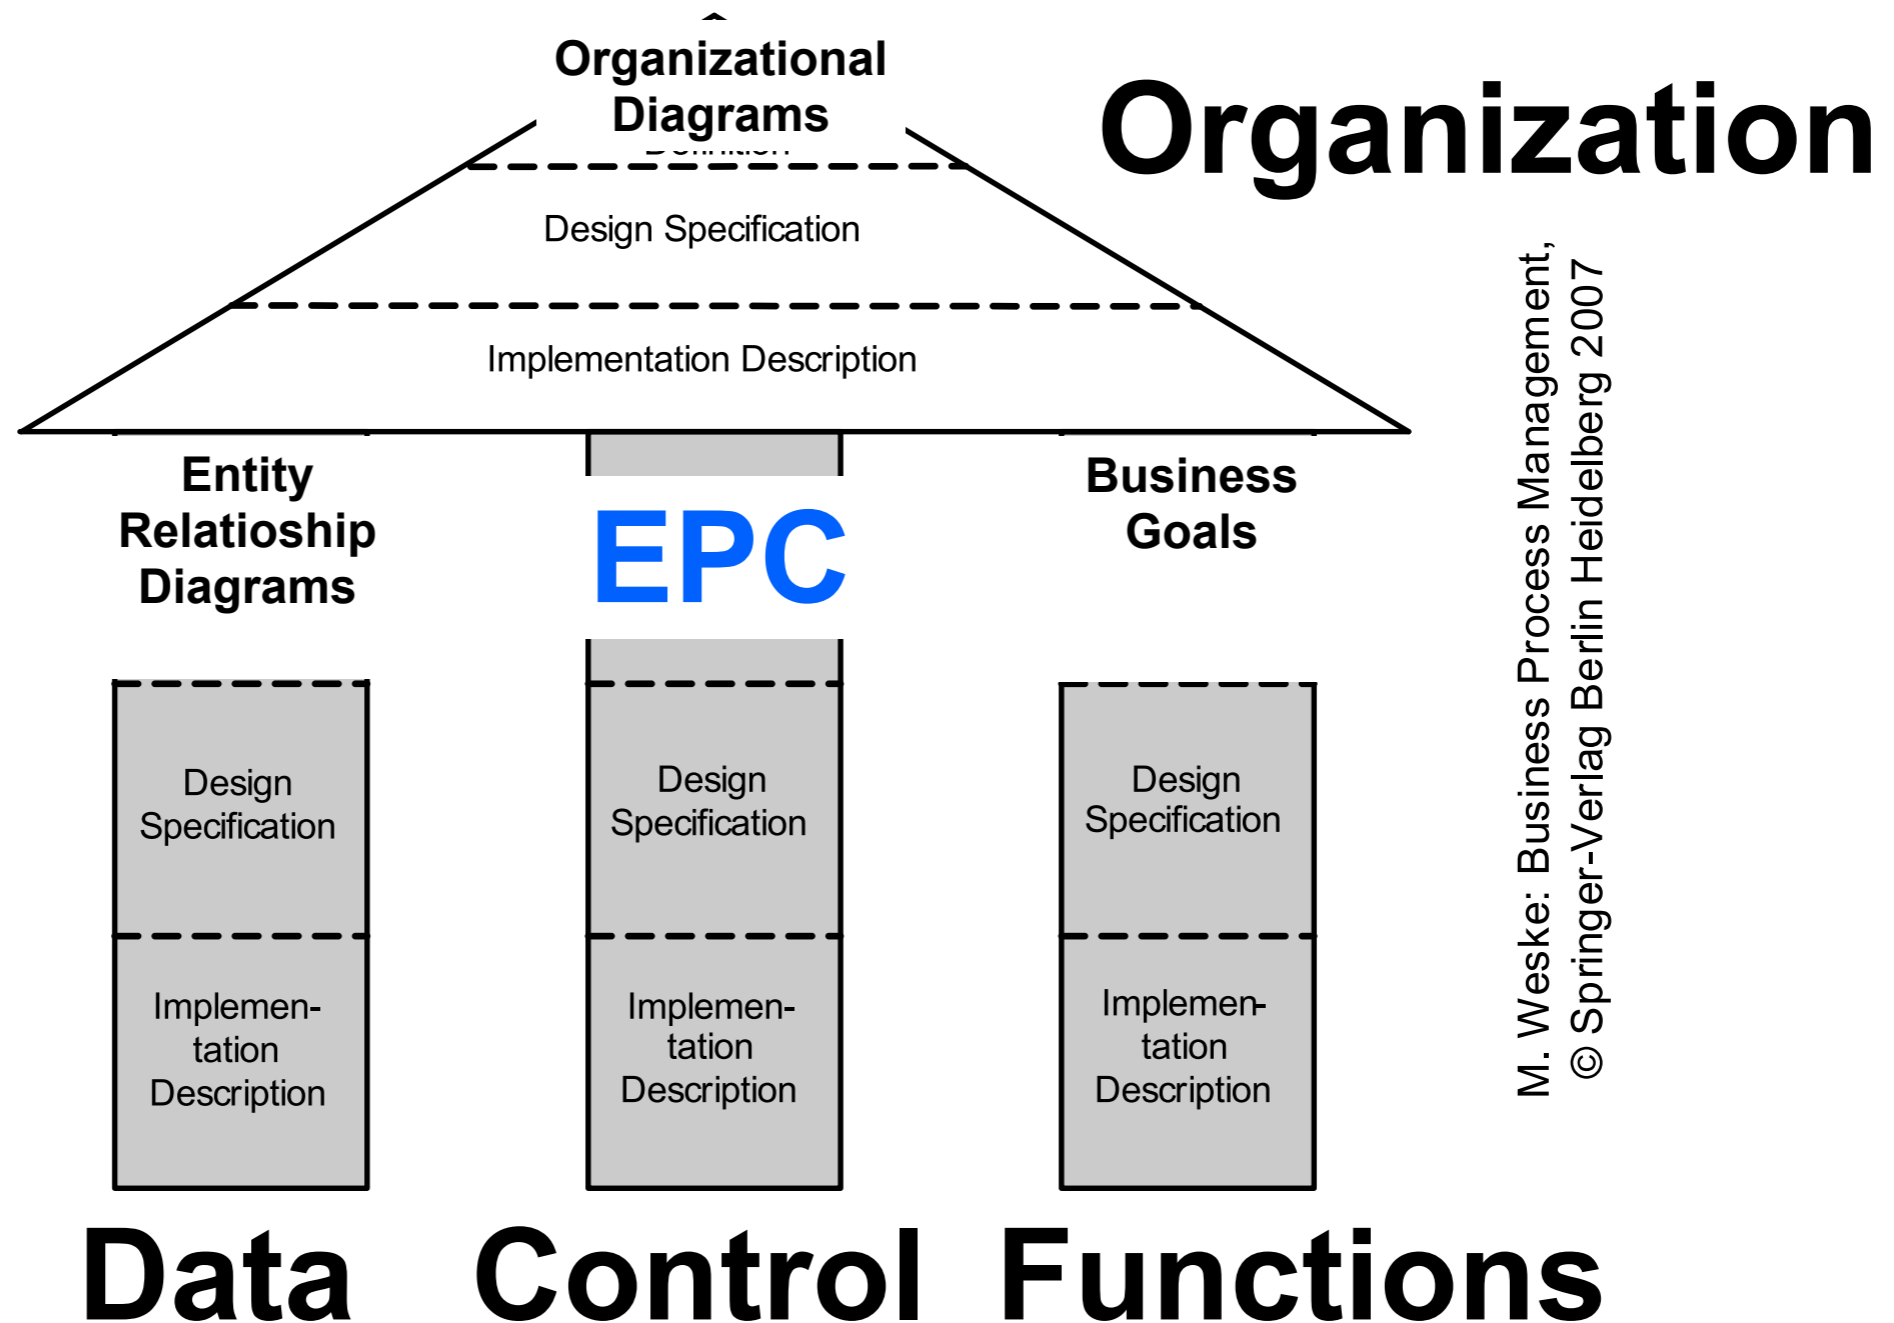 Organizational
Diagrams
Organization
Design Specification
Implementation Description
Entity
Relatioship
Diagrams
EPC
Business
Goals
Design
Specification
Design
Specification
Design
Specification
Implemen-
tation
Description
Implemen-
tation
Description
Implemen-
tation
Description
Data
Control
Functions
M. Weske: Business Process Management,
© Springer-Verlag Berlin Heidelberg 2007